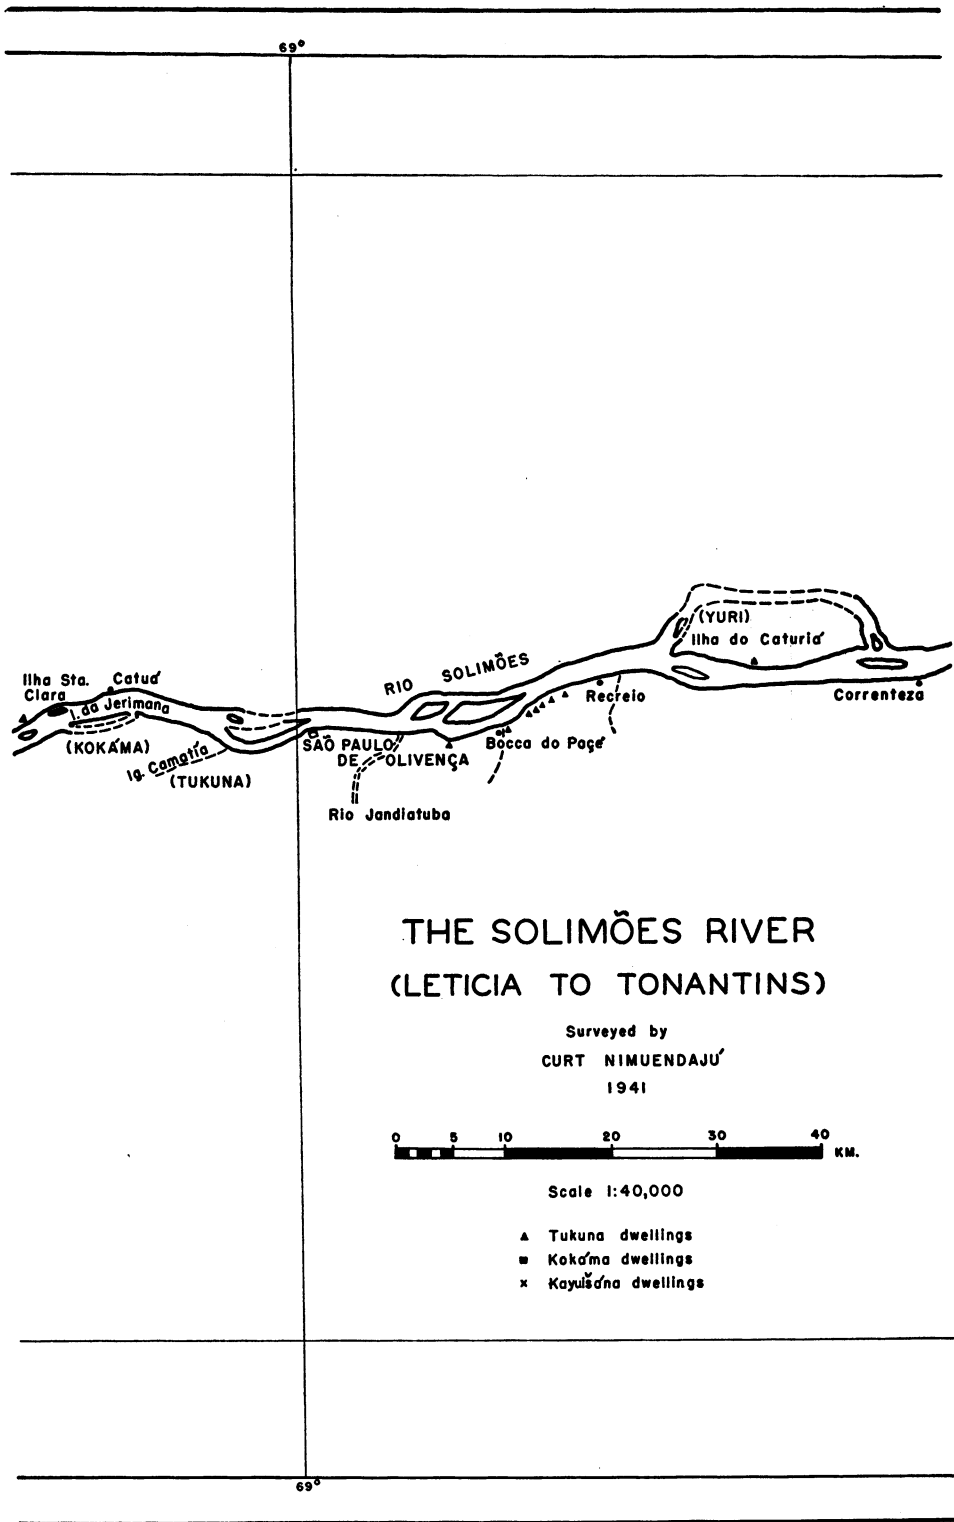 69°
(YURI)
Ilha do Caturiá
RIO SOLIMÕES
Ilha Sta.
Clara
Catuá
I. da Jerimana
Recreio
Correnteza
(KOKÁMA)
Ig. Camatía
(TUKUNA)
SAÕ PAULO
DE OLIVENÇA
Bocca do Paçé
Rio Jandiatuba
THE SOLIMÕES RIVER
(LETICIA TO TONANTINS)
Surveyed by
CURT NIMUENDAJÚ
1941
0 5 10 20 30 40
KM.
Scale 1:40,000
Tukuna dwellings
Kokáma dwellings
Kayuišána dwellings
69°